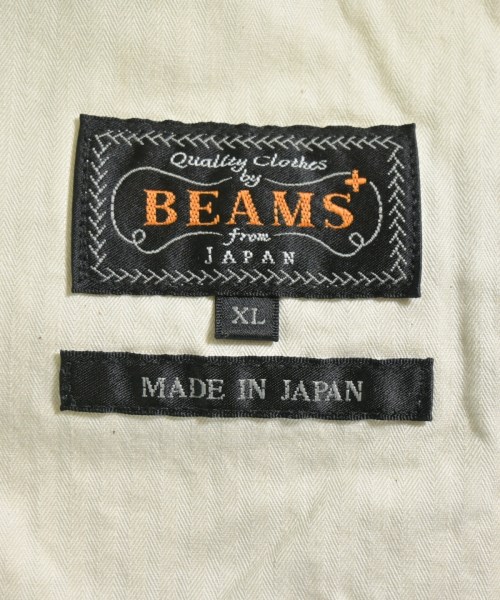 Quality Clothes
by
BEAMS+
from
JAPAN
XL
MADE IN JAPAN